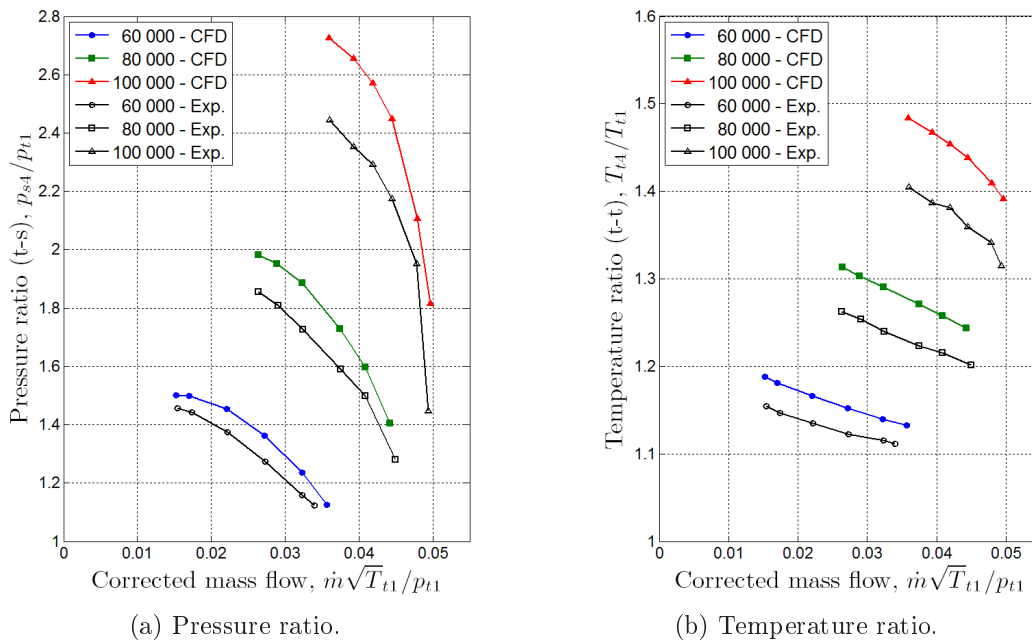 2.8
2.6
2.4
2.2
2
1.8
1.6
1.4
1.2
1
0
0.01
0.02
0.03
0.04
0.05
60 000 - CFD
80 000 - CFD
100 000 - CFD
60 000 - Exp.
80 000 - Exp.
100 000 - Exp.
Pressure ratio (t-s), p_{s4}/p_{t1}
Corrected mass flow, ṁ√T_{t1}/p_{t1}
(a) Pressure ratio.
1.6
1.5
1.4
1.3
1.2
1.1
1
0
0.01
0.02
0.03
0.04
0.05
60 000 - CFD
80 000 - CFD
100 000 - CFD
60 000 - Exp.
80 000 - Exp.
100 000 - Exp.
Temperature ratio (t-t), T_{t4}/T_{t1}
Corrected mass flow, ṁ√T_{t1}/p_{t1}
(b) Temperature ratio.